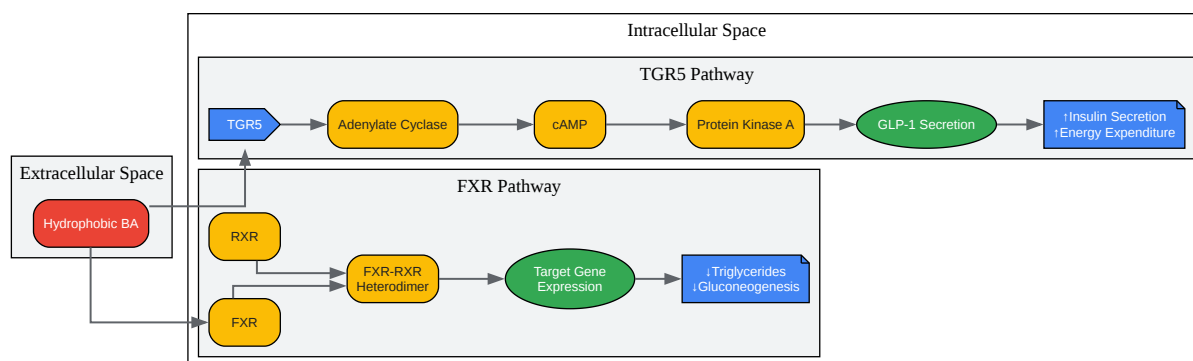 Intracellular Space
TGR5 Pathway
TGR5
Adenylate Cyclase
cAMP
Protein Kinase A
GLP-1 Secretion
↑Insulin Secretion
↑Energy Expenditure
Extracellular Space
Hydrophobic BA
FXR Pathway
RXR
FXR-RXR
Heterodimer
Target Gene
Expression
↓Triglycerides
↓Gluconeogenesis
FXR